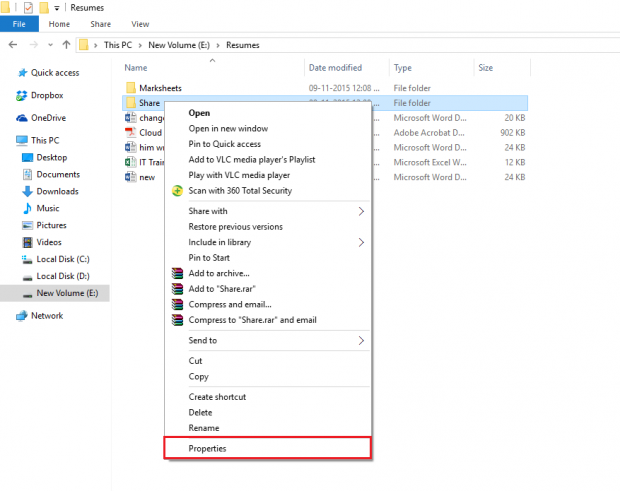 Resumes
File Home Share View
This PC > New Volume (E:) > Resumes
Name Date modified Type Size
Quick access
Dropbox
OneDrive
This PC
Desktop
Documents
Downloads
Music
Pictures
Videos
Local Disk (C:)
Local Disk (D:)
New Volume (E:)
Network
Marksheets 09-11-2015 12:08 ... File folder
Share File folder
change Microsoft Word D... 20 KB
Cloud Adobe Acrobat D... 902 KB
him Microsoft Word D... 24 KB
IT Microsoft Excel W... 12 KB
new Microsoft Word D... 24 KB
Open
Open in new window
Pin to Quick access
Add to VLC media player's Playlist
Play with VLC media player
Scan with 360 Total Security
Share with
Restore previous versions
Include in library
Pin to Start
Add to archive...
Add to "Share.rar"
Compress and email...
Compress to "Share.rar" and email
Send to
Cut
Copy
Create shortcut
Delete
Rename
Properties